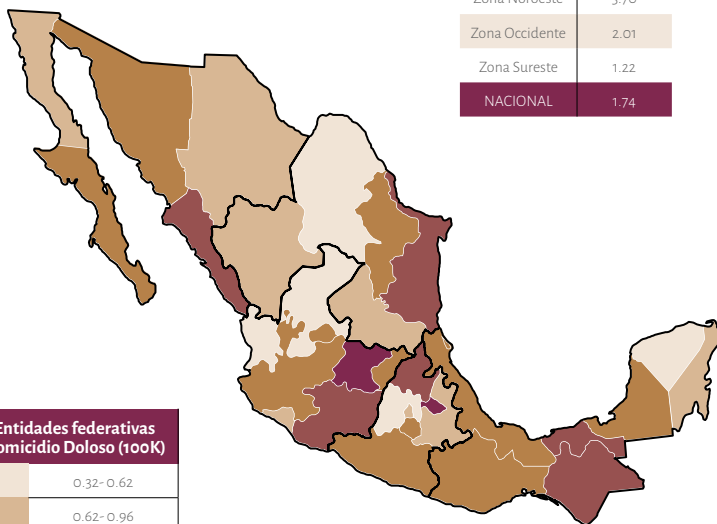 Zona Occidente 2.01
Zona Sureste 1.22
NACIONAL 1.74
Entidades federativas
Doloso (100K)
0.32-0.62
0.62-0.96